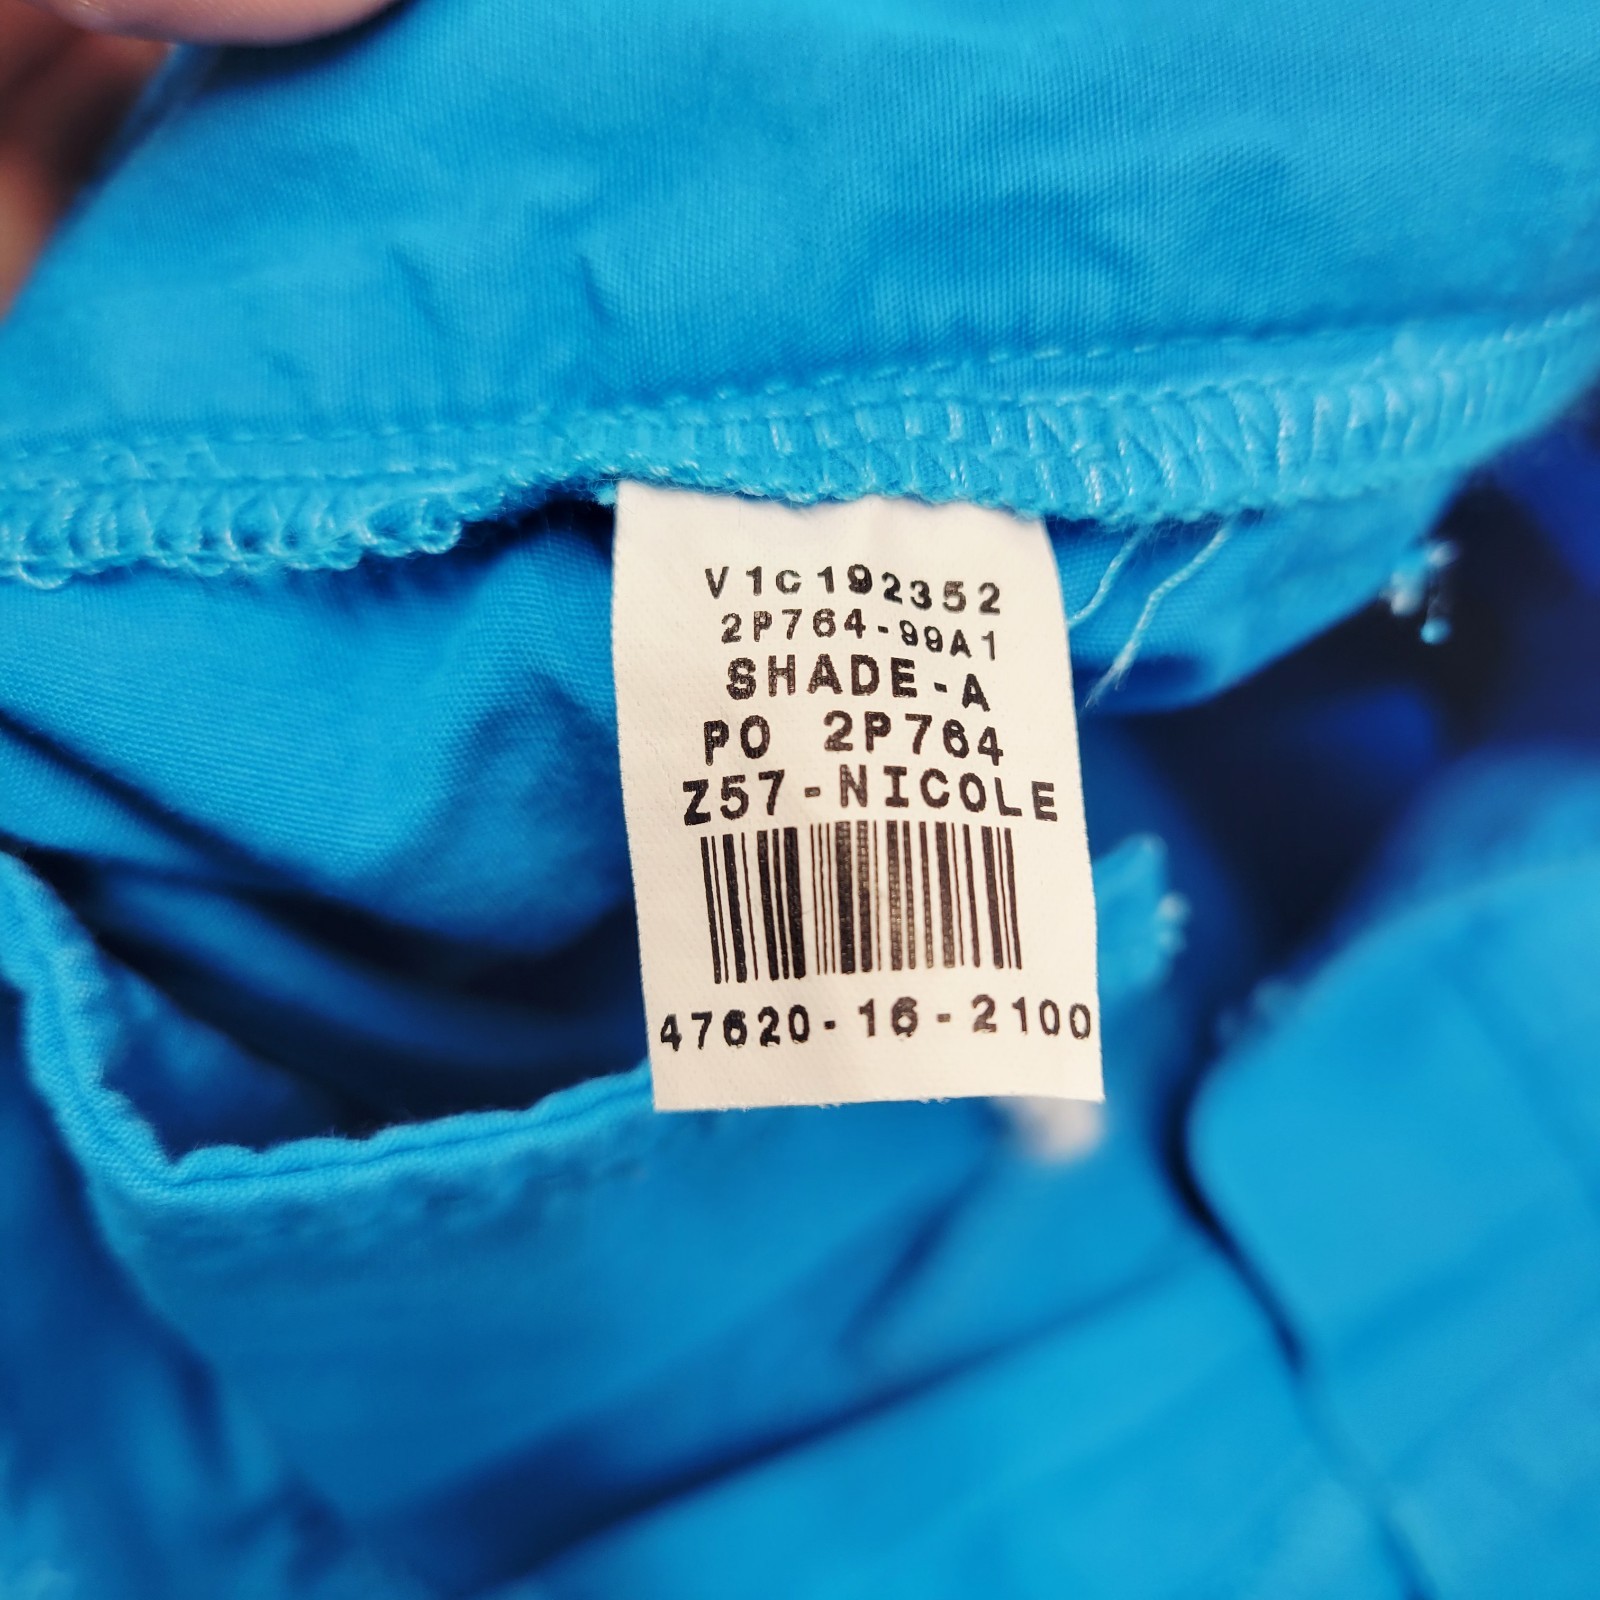 V1c192352
2P764-99A1
SHADE-A
PO 2P764
Z57-NICOLE
47620-16-2100